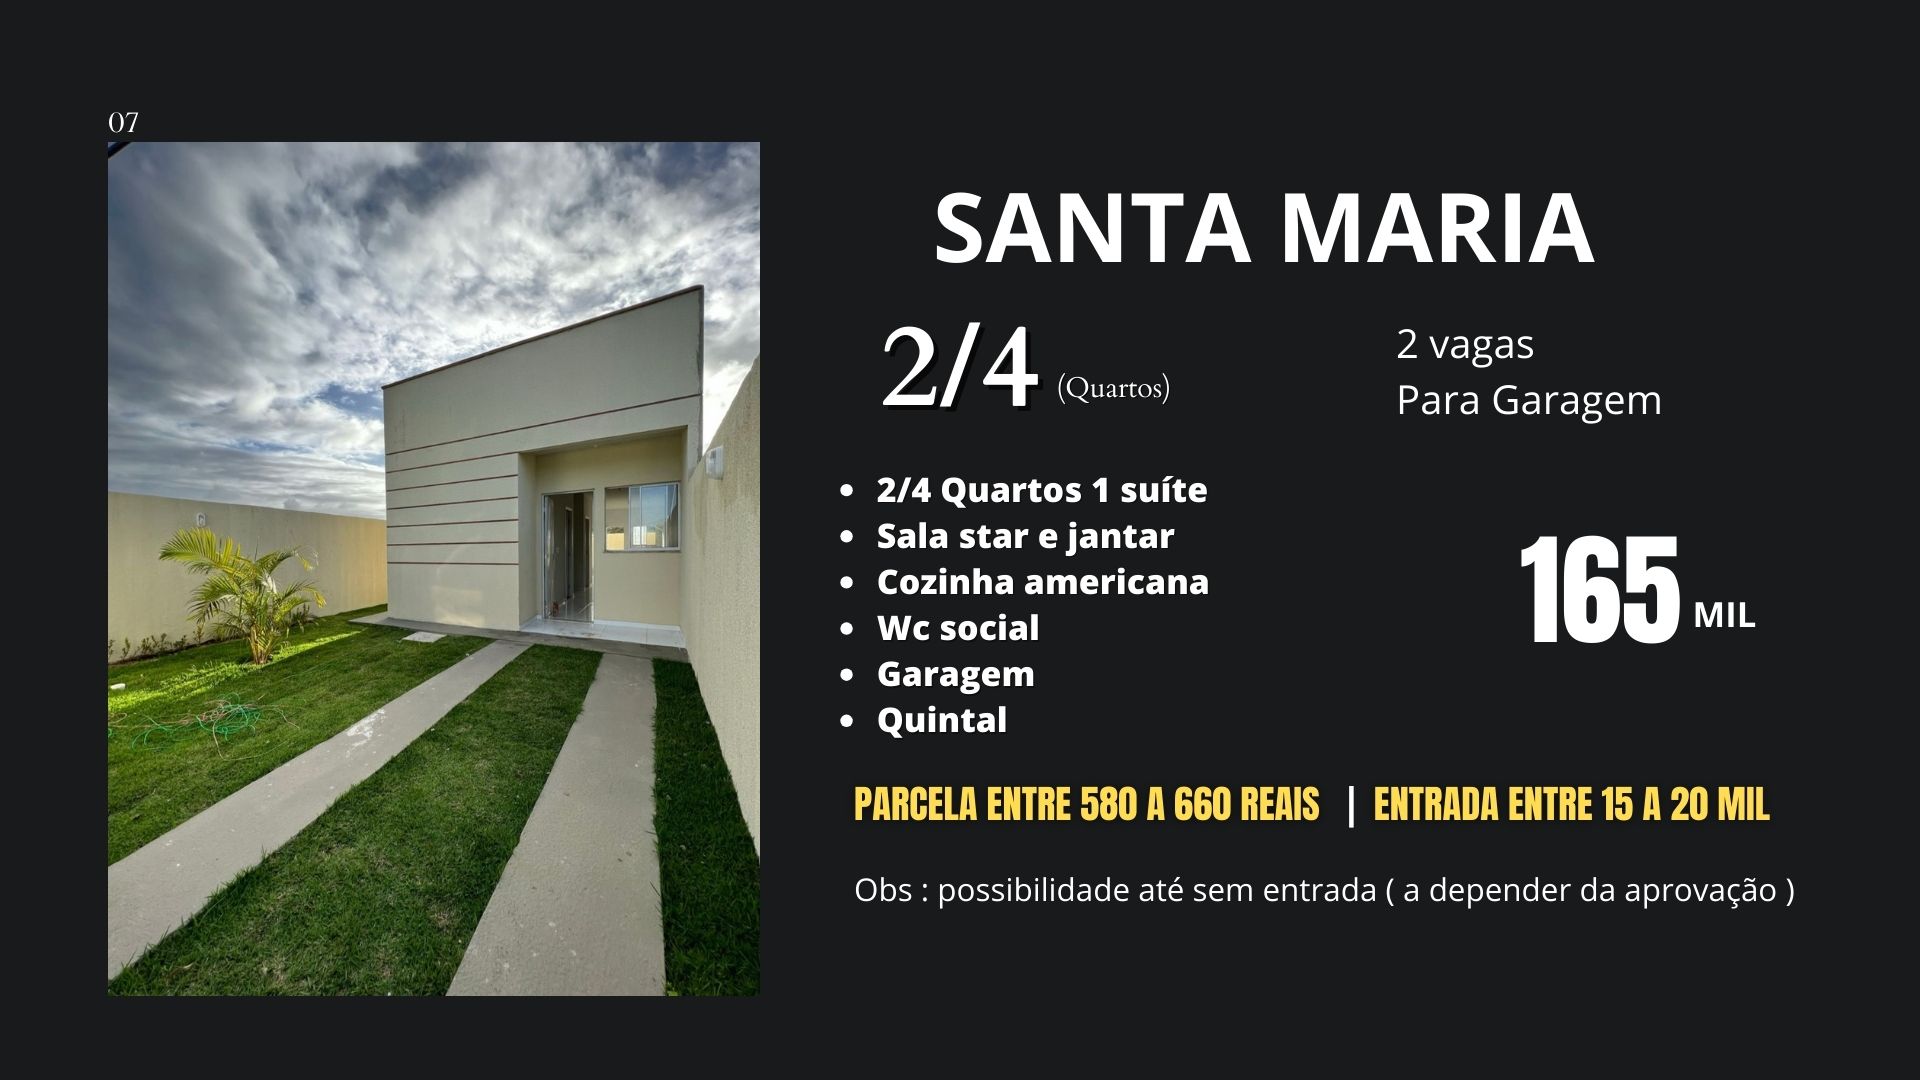 07
SANTA MARIA
2/4 (Quartos)
2 vagas
Para Garagem
2/4 Quartos 1 suíte
Sala star e jantar
Cozinha americana
Wc social
Garagem
Quintal
165 MIL
PARCELA ENTRE 580 A 660 REAIS | ENTRADA ENTRE 15 A 20 MIL
Obs : possibilidade até sem entrada ( a depender da aprovação )